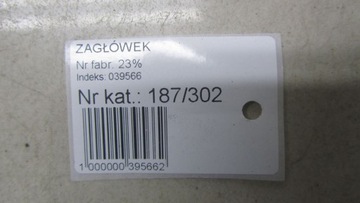 ZAGŁÓWEK
Nr fabr. 23%
Indeks: 039566
Nr kat.: 187/302
1 000000 395662